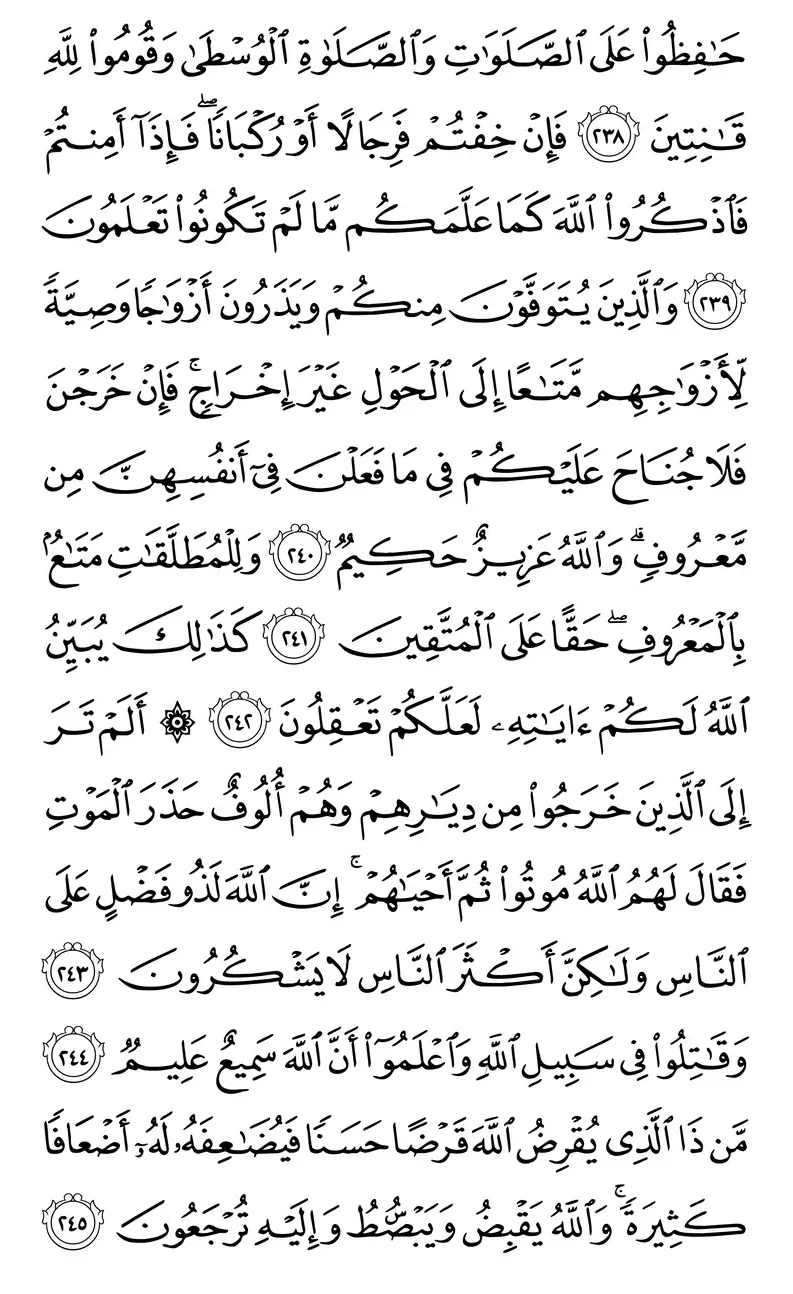 حَـٰفِظُوا۟ عَلَى ٱلصَّلَوَٰتِ وَٱلصَّلَوٰةِ ٱلْوُسْطَىٰ وَقُومُوا۟ لِلَّهِ
قَـٰنِتِينَ ٢٣٨ فَإِنْ خِفْتُمْ فَرِجَالًا أَوْ رُكْبَانًا ۖ فَإِذَآ أَمِنتُمْ
فَٱذْكُرُوا۟ ٱللَّهَ كَمَا عَلَّمَكُم مَّا لَمْ تَكُونُوا۟ تَعْلَمُونَ
٢٣٩ وَٱلَّذِينَ يُتَوَفَّوْنَ مِنكُمْ وَيَذَرُونَ أَزْوَٰجًا وَصِيَّةً
لِّأَزْوَٰجِهِم مَّتَـٰعًا إِلَى ٱلْحَوْلِ غَيْرَ إِخْرَاجٍ ۚ فَإِنْ خَرَجْنَ
فَلَا جُنَاحَ عَلَيْكُمْ فِى مَا فَعَلْنَ فِىٓ أَنفُسِهِنَّ مِن
مَّعْرُوفٍ ۗ وَٱللَّهُ عَزِيزٌ حَكِيمٌ ٢٤٠ وَلِلْمُطَلَّقَـٰتِ مَتَـٰعٌۢ
بِٱلْمَعْرُوفِ ۖ حَقًّا عَلَى ٱلْمُتَّقِينَ ٢٤١ كَذَٰلِكَ يُبَيِّنُ
ٱللَّهُ لَكُمْ ءَايَـٰتِهِۦ لَعَلَّكُمْ تَعْقِلُونَ ٢٤٢ ۞ أَلَمْ تَرَ
إِلَى ٱلَّذِينَ خَرَجُوا۟ مِن دِيَـٰرِهِمْ وَهُمْ أُلُوفٌ حَذَرَ ٱلْمَوْتِ
فَقَالَ لَهُمُ ٱللَّهُ مُوتُوا۟ ثُمَّ أَحْيَـٰهُمْ ۚ إِنَّ ٱللَّهَ لَذُو فَضْلٍ عَلَى
ٱلنَّاسِ وَلَـٰكِنَّ أَكْثَرَ ٱلنَّاسِ لَا يَشْكُرُونَ ٢٤٣
وَقَـٰتِلُوا۟ فِى سَبِيلِ ٱللَّهِ وَٱعْلَمُوٓا۟ أَنَّ ٱللَّهَ سَمِيعٌ عَلِيمٌ ٢٤٤
مَّن ذَا ٱلَّذِى يُقْرِضُ ٱللَّهَ قَرْضًا حَسَنًا فَيُضَـٰعِفَهُۥ لَهُۥٓ أَضْعَافًا
كَثِيرَةً ۚ وَٱللَّهُ يَقْبِضُ وَيَبْصُۜطُ وَإِلَيْهِ تُرْجَعُونَ ٢٤٥